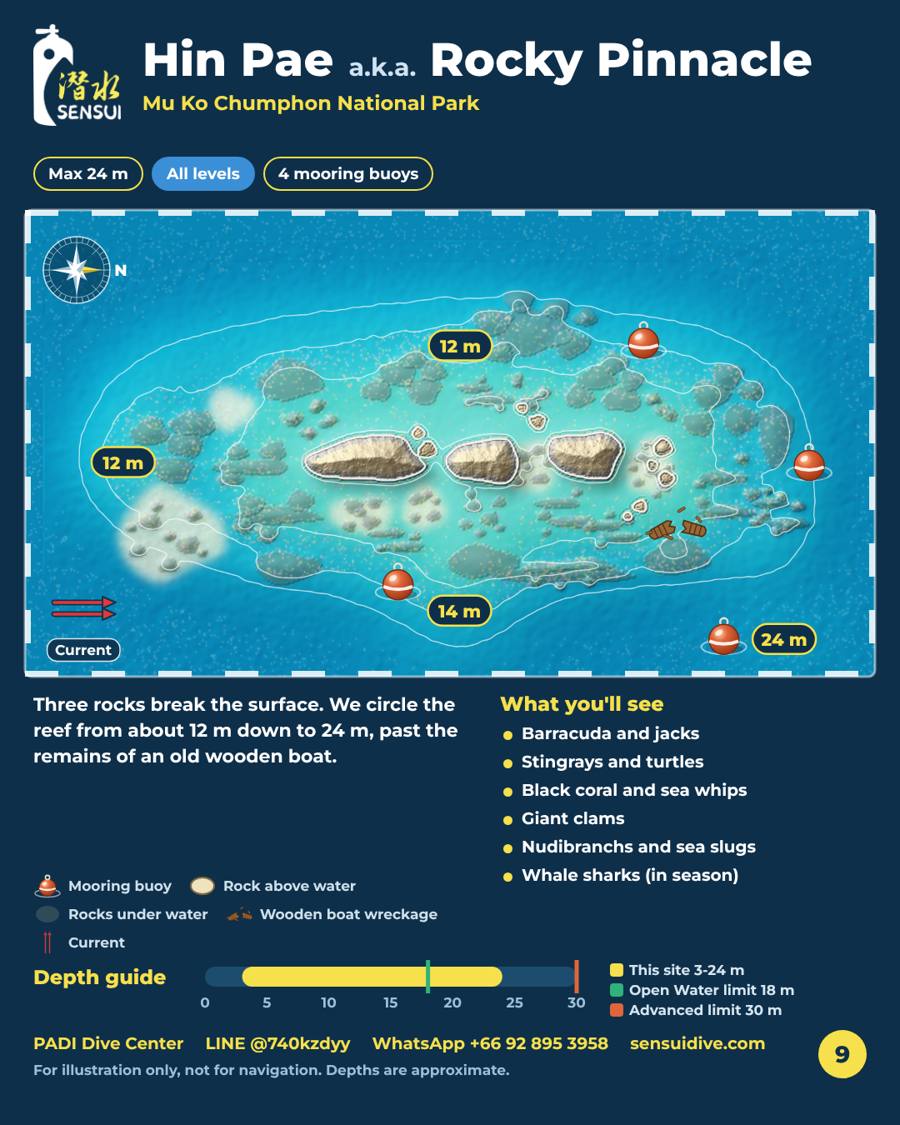 潜水
SENSUI
Hin Pae a.k.a. Rocky Pinnacle
Mu Ko Chumphon National Park
Max 24 m
All levels
4 mooring buoys
N
12 m
12 m
14 m
24 m
Current
Three rocks break the surface. We circle the
reef from about 12 m down to 24 m, past the
remains of an old wooden boat.
What you'll see
Barracuda and jacks
Stingrays and turtles
Black coral and sea whips
Giant clams
Nudibranchs and sea slugs
Whale sharks (in season)
Mooring buoy
Rock above water
Rocks under water
Wooden boat wreckage
Current
Depth guide
0 5 10 15 20 25 30
This site 3-24 m
Open Water limit 18 m
Advanced limit 30 m
PADI Dive Center LINE @740kzdyy WhatsApp +66 92 895 3958 sensuidive.com
For illustration only, not for navigation. Depths are approximate.
9